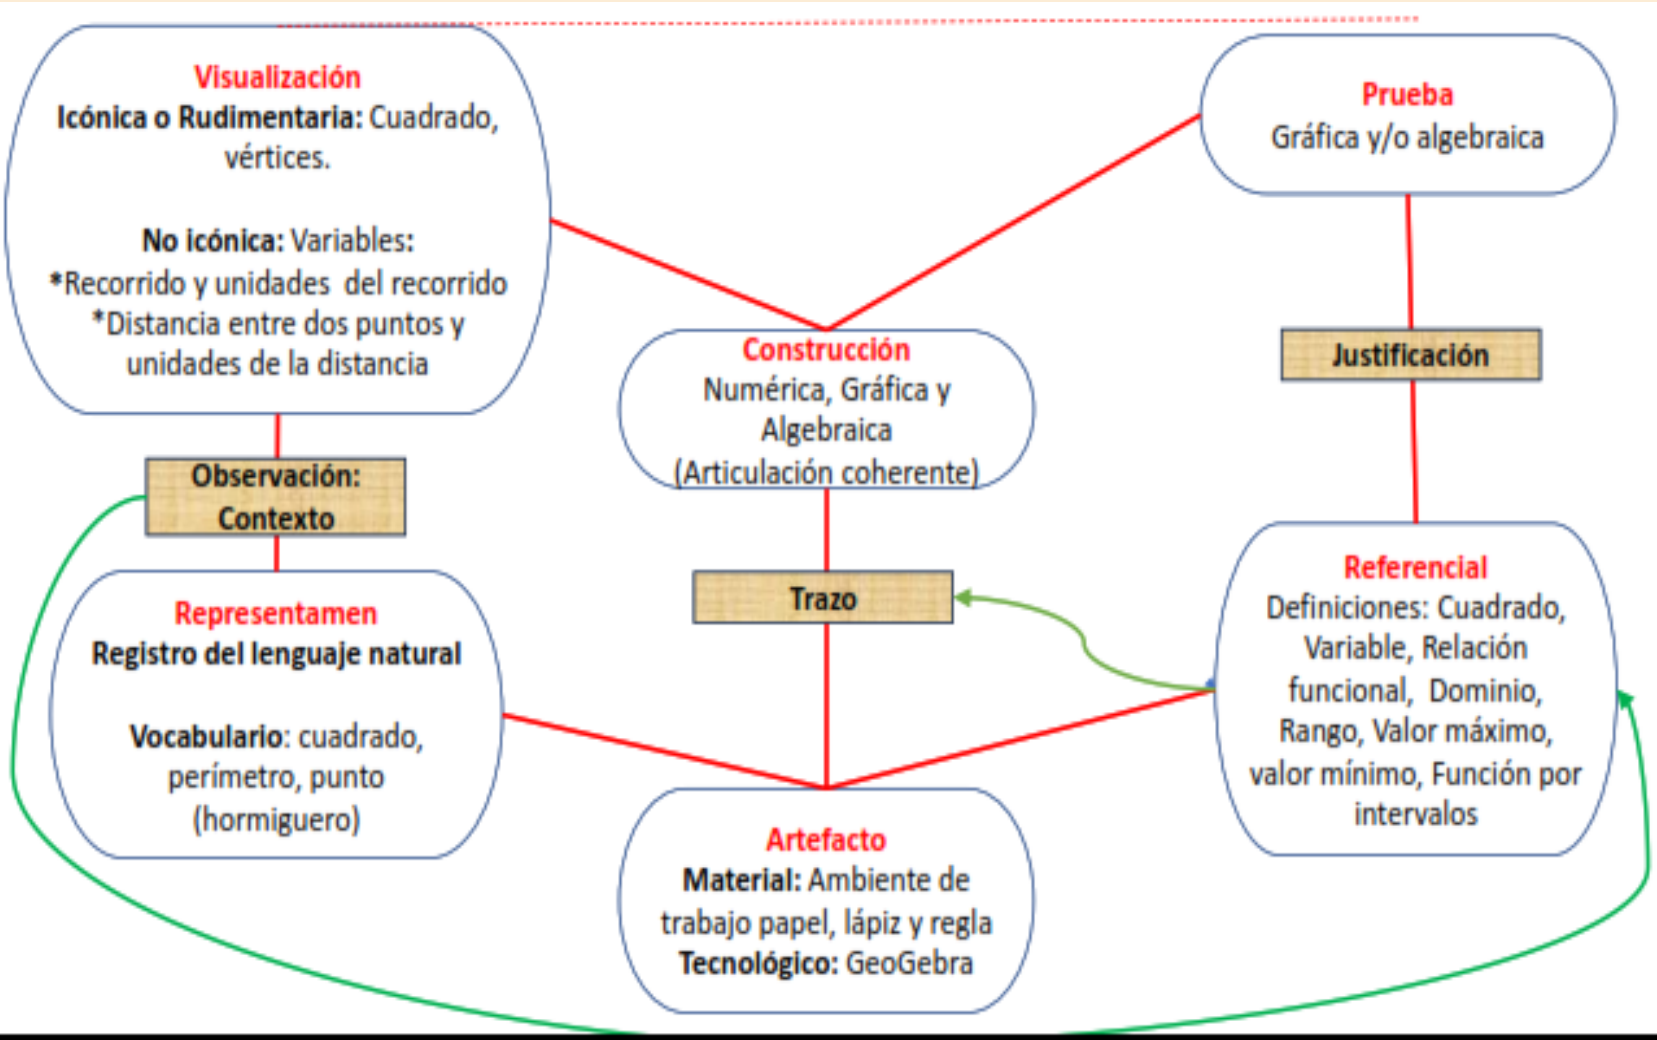 Visualización
Icónica o Rudimentaria: Cuadrado,
vértices.
No icónica: Variables:
*Recorrido y unidades del recorrido
*Distancia entre dos puntos y
unidades de la distancia
Prueba
Gráfica y/o algebraica
Construcción
Numérica, Gráfica y
Algebraica
(Articulación coherente)
Justificación
Observación:
Contexto
Trazo
Representamen
Registro del lenguaje natural
Vocabulario: cuadrado,
perímetro, punto
(hormiguero)
Referencial
Definiciones: Cuadrado,
Variable, Relación
funcional, Dominio,
Rango, Valor máximo,
valor mínimo, Función por
intervalos
Artefacto
Material: Ambiente de
trabajo papel, lápiz y regla
Tecnológico: GeoGebra